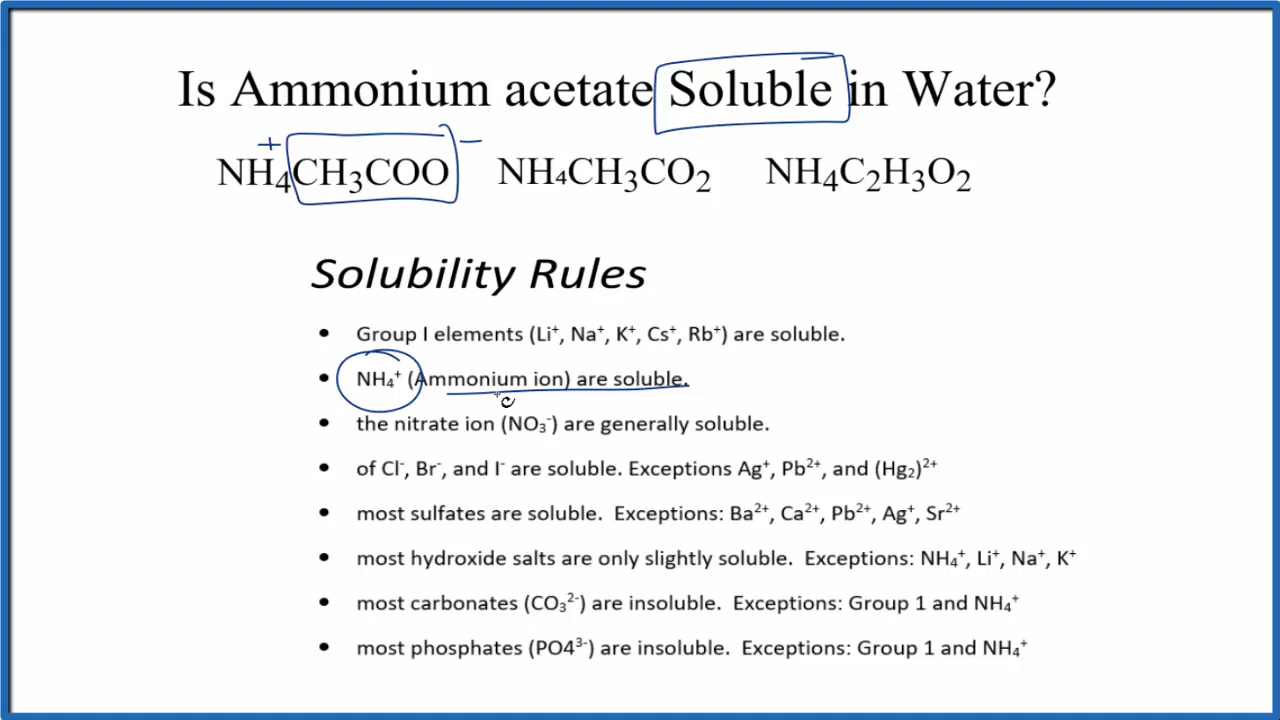 Is Ammonium acetate Soluble in Water?
+ −
NH₄CH₃COO NH₄CH₃CO₂ NH₄C₂H₃O₂
Solubility Rules
• Group I elements (Li⁺, Na⁺, K⁺, Cs⁺, Rb⁺) are soluble.
• NH₄⁺ (Ammonium ion) are soluble.
• the nitrate ion (NO₃⁻) are generally soluble.
• of Cl⁻, Br⁻, and I⁻ are soluble. Exceptions Ag⁺, Pb²⁺, and (Hg₂)²⁺
• most sulfates are soluble. Exceptions: Ba²⁺, Ca²⁺, Pb²⁺, Ag⁺, Sr²⁺
• most hydroxide salts are only slightly soluble. Exceptions: NH₄⁺, Li⁺, Na⁺, K⁺
• most carbonates (CO₃²⁻) are insoluble. Exceptions: Group 1 and NH₄⁺
• most phosphates (PO4³⁻) are insoluble. Exceptions: Group 1 and NH₄⁺